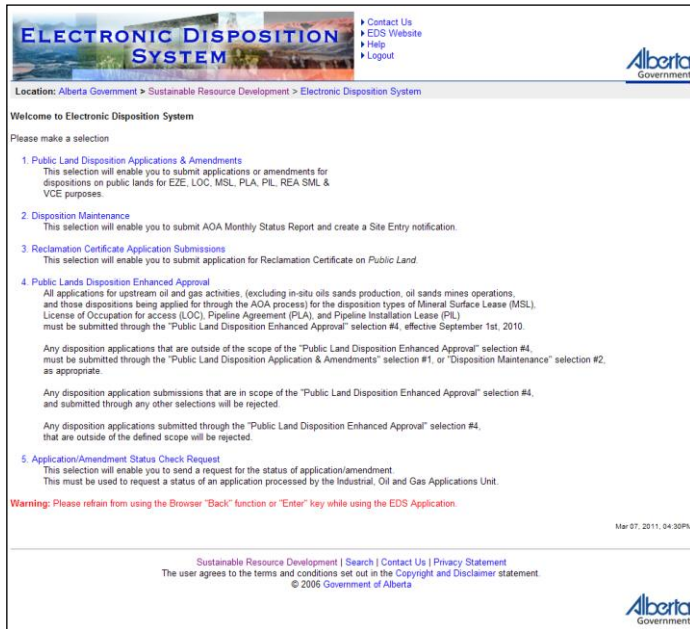 ELECTRONIC DISPOSITION
SYSTEM
Contact Us
EDS Website
Help
Logout
Alberta
Government
Location: Alberta Government > Sustainable Resource Development > Electronic Disposition System
Welcome to Electronic Disposition System
Please make a selection
1. Public Land Disposition Applications & Amendments
This selection will enable you to submit applications or amendments for
dispositions on public lands for EZE, LOC, MSL, PLA, PIL, REA SML &
VCE purposes.
2. Disposition Maintenance
This selection will enable you to submit AOA Monthly Status Report and create a Site Entry notification.
3. Reclamation Certificate Application Submissions
This selection will enable you to submit application for Reclamation Certificate on Public Land.
4. Public Lands Disposition Enhanced Approval
All applications for upstream oil and gas activities, (excluding in-situ oils sands production, oil sands mines operations,
and those dispositions being applied for through the AOA process) for the disposition types of Mineral Surface Lease (MSL),
License of Occupation for access (LOC), Pipeline Agreement (PLA), and Pipeline Installation Lease (PIL)
must be submitted through the "Public Land Disposition Enhanced Approval" selection #4, effective September 1st, 2010.
Any disposition applications that are outside of the scope of the "Public Land Disposition Enhanced Approval" selection #4,
must be submitted through the "Public Land Disposition Application & Amendments" selection #1, or "Disposition Maintenance" selection #2,
as appropriate.
Any disposition application submissions that are in scope of the "Public Land Disposition Enhanced Approval" selection #4,
and submitted through any other selections will be rejected.
Any disposition applications submitted through the "Public Land Disposition Enhanced Approval" selection #4,
that are outside of the defined scope will be rejected.
5. Application/Amendment Status Check Request
This selection will enable you to send a request for the status of application/amendment.
This must be used to request a status of an application processed by the Industrial, Oil and Gas Applications Unit.
Warning: Please refrain from using the Browser "Back" function or "Enter" key while using the EDS Application.
Mar 07, 2011, 04:30PM
Sustainable Resource Development | Search | Contact Us | Privacy Statement
The user agrees to the terms and conditions set out in the Copyright and Disclaimer statement.
© 2006 Government of Alberta
Alberta
Government